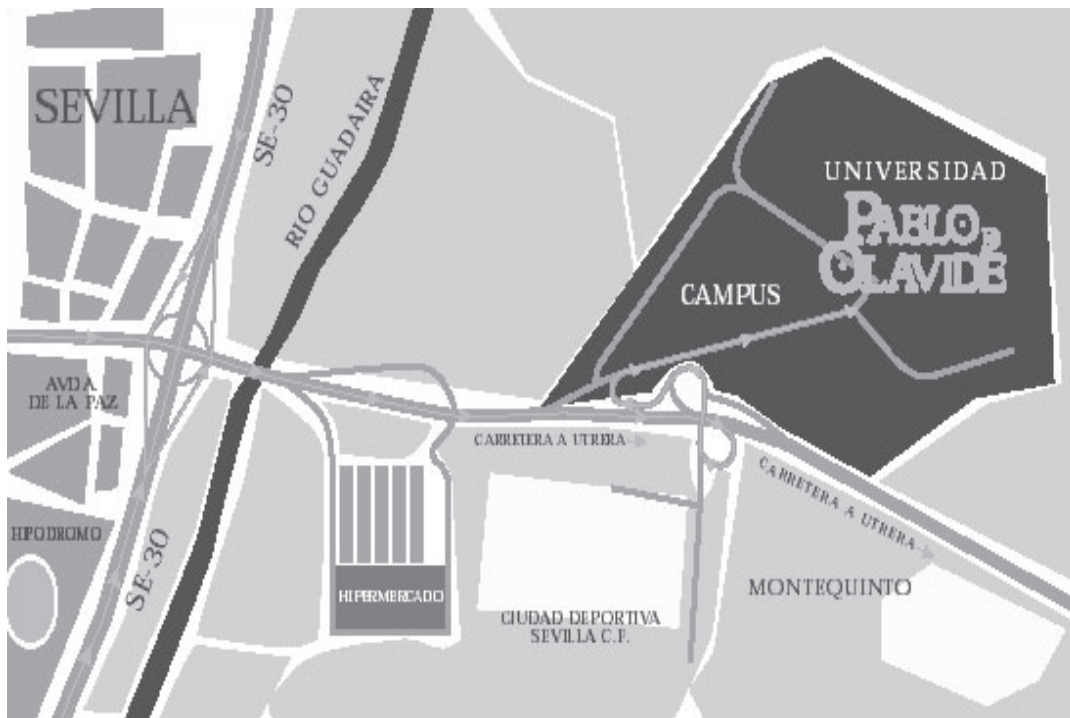 SEVILLA
SE-30
RIO GUADAIRA
UNIVERSIDAD
PABLO DE
OLAVIDE
CAMPUS
AVDA
DE LA PAZ
CARRETERA A UTRERA
CARRETERA A UTRERA
HIPODROMO
SE-30
HIPERMERCADO
MONTEQUINTO
CIUDAD DEPORTIVA
SEVILLA C.F.